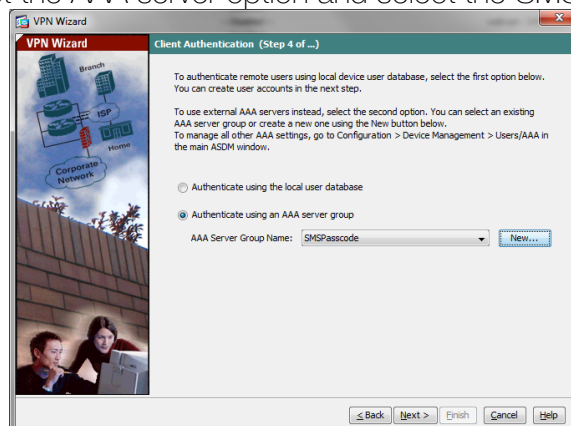 VPN Wizard
VPN Wizard
Client Authentication (Step 4 of ...)
Branch
ISP
Home
Corporate
Network
To authenticate remote users using local device user database, select the first option below.
You can create user accounts in the next step.
To use external AAA servers instead, select the second option. You can select an existing
AAA server group or create a new one using the New button below.
To manage all other AAA settings, go to Configuration > Device Management > Users/AAA in
the main ASDM window.
Authenticate using the local user database
Authenticate using an AAA server group
AAA Server Group Name: SMSPasscode New...
< Back Next > Finish Cancel Help